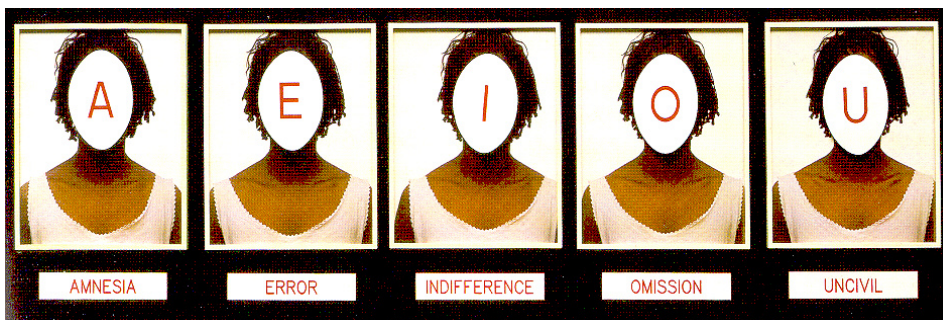 A E I O U
AMNESIA ERROR INDIFFERENCE OMISSION UNCIVIL